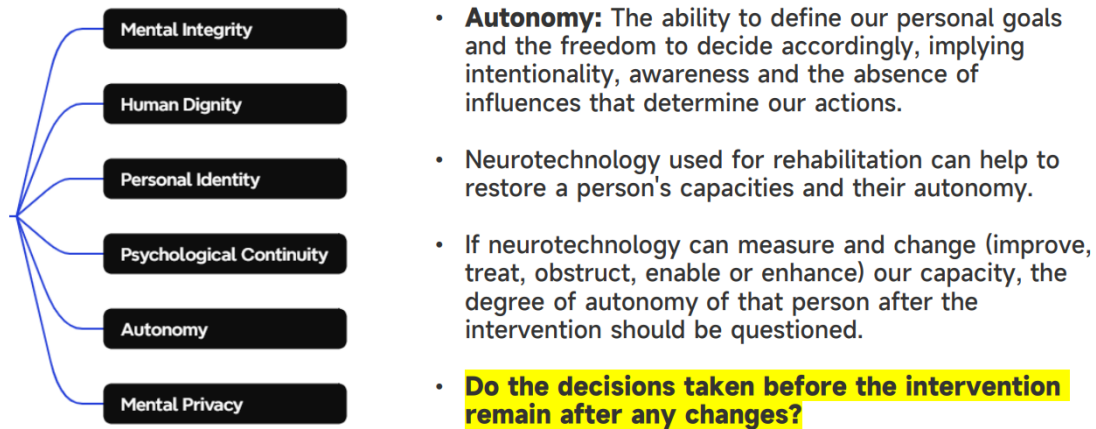 Mental Integrity
Human Dignity
Personal Identity
Psychological Continuity
Autonomy
Mental Privacy
• Autonomy: The ability to define our personal goals
and the freedom to decide accordingly, implying
intentionality, awareness and the absence of
influences that determine our actions.
• Neurotechnology used for rehabilitation can help to
restore a person's capacities and their autonomy.
• If neurotechnology can measure and change (improve,
treat, obstruct, enable or enhance) our capacity, the
degree of autonomy of that person after the
intervention should be questioned.
• Do the decisions taken before the intervention
remain after any changes?